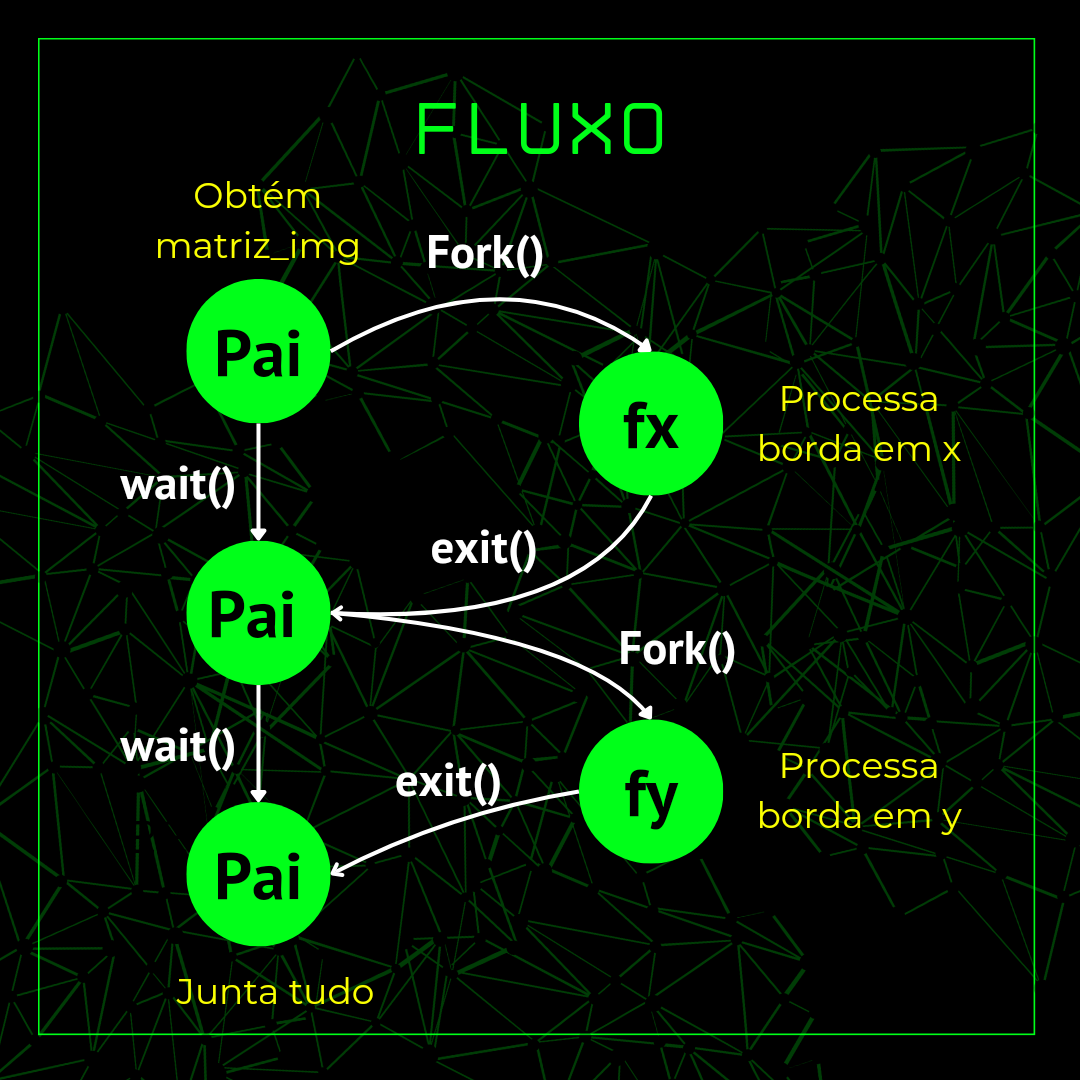 FLUXO
Obtém
matriz_img
Fork()
Pai
fx
Processa
borda em x
wait()
exit()
Pai
Fork()
wait()
exit()
fy
Processa
borda em y
Pai
Junta tudo